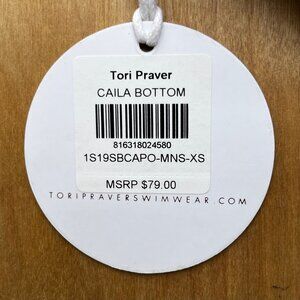 Tori Praver
CAILA BOTTOM
816318024580
1S19SBCAPO-MNS-XS
MSRP $79.00
TORIPRAVERSWIMWEAR.COM